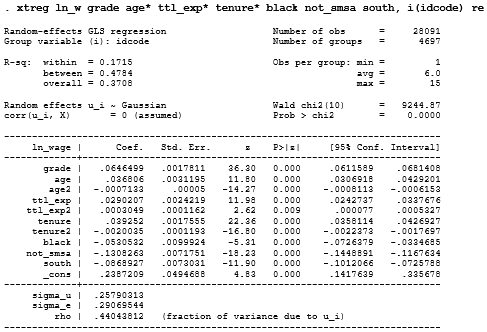 . xtreg ln_w grade age* ttl_exp* tenure* black not_smsa south, i(idcode) re
Random-effects GLS regression Number of obs = 28091
Group variable (i): idcode Number of groups = 4697
R-sq: within = 0.1715 Obs per group: min = 1
between = 0.4784 avg = 6.0
overall = 0.3708 max = 15
Random effects u_i ~ Gaussian Wald chi2(10) = 9244.87
corr(u_i, X) = 0 (assumed) Prob > chi2 = 0.0000
ln_wage | Coef. Std. Err. z P>|z| [95% Conf. Interval]
grade | .0646499 .0017811 36.30 0.000 .0611589 .0681408
age | .036806 .0031195 11.80 0.000 .0306918 .0429201
age2 | -.0007133 .00005 -14.27 0.000 -.0008113 -.0006153
ttl_exp | .0290207 .0024219 11.98 0.000 .0242737 .0337676
ttl_exp2 | .0003049 .0001162 2.62 0.009 .000077 .0005327
tenure | .039252 .0017555 22.36 0.000 .0358114 .0426927
tenure2 | -.0020035 .0001193 -16.80 0.000 -.0022373 -.0017697
black | -.0530532 .0099924 -5.31 0.000 -.0726379 -.0334685
not_smsa | -.1308263 .0071751 -18.23 0.000 -.1448891 -.1167634
south | -.0868927 .0073031 -11.90 0.000 -.1012066 -.0725788
_cons | .2387209 .0494688 4.83 0.000 .1417639 .335678
sigma_u | .25790313
sigma_e | .29069544
rho | .44043812 (fraction of variance due to u_i)